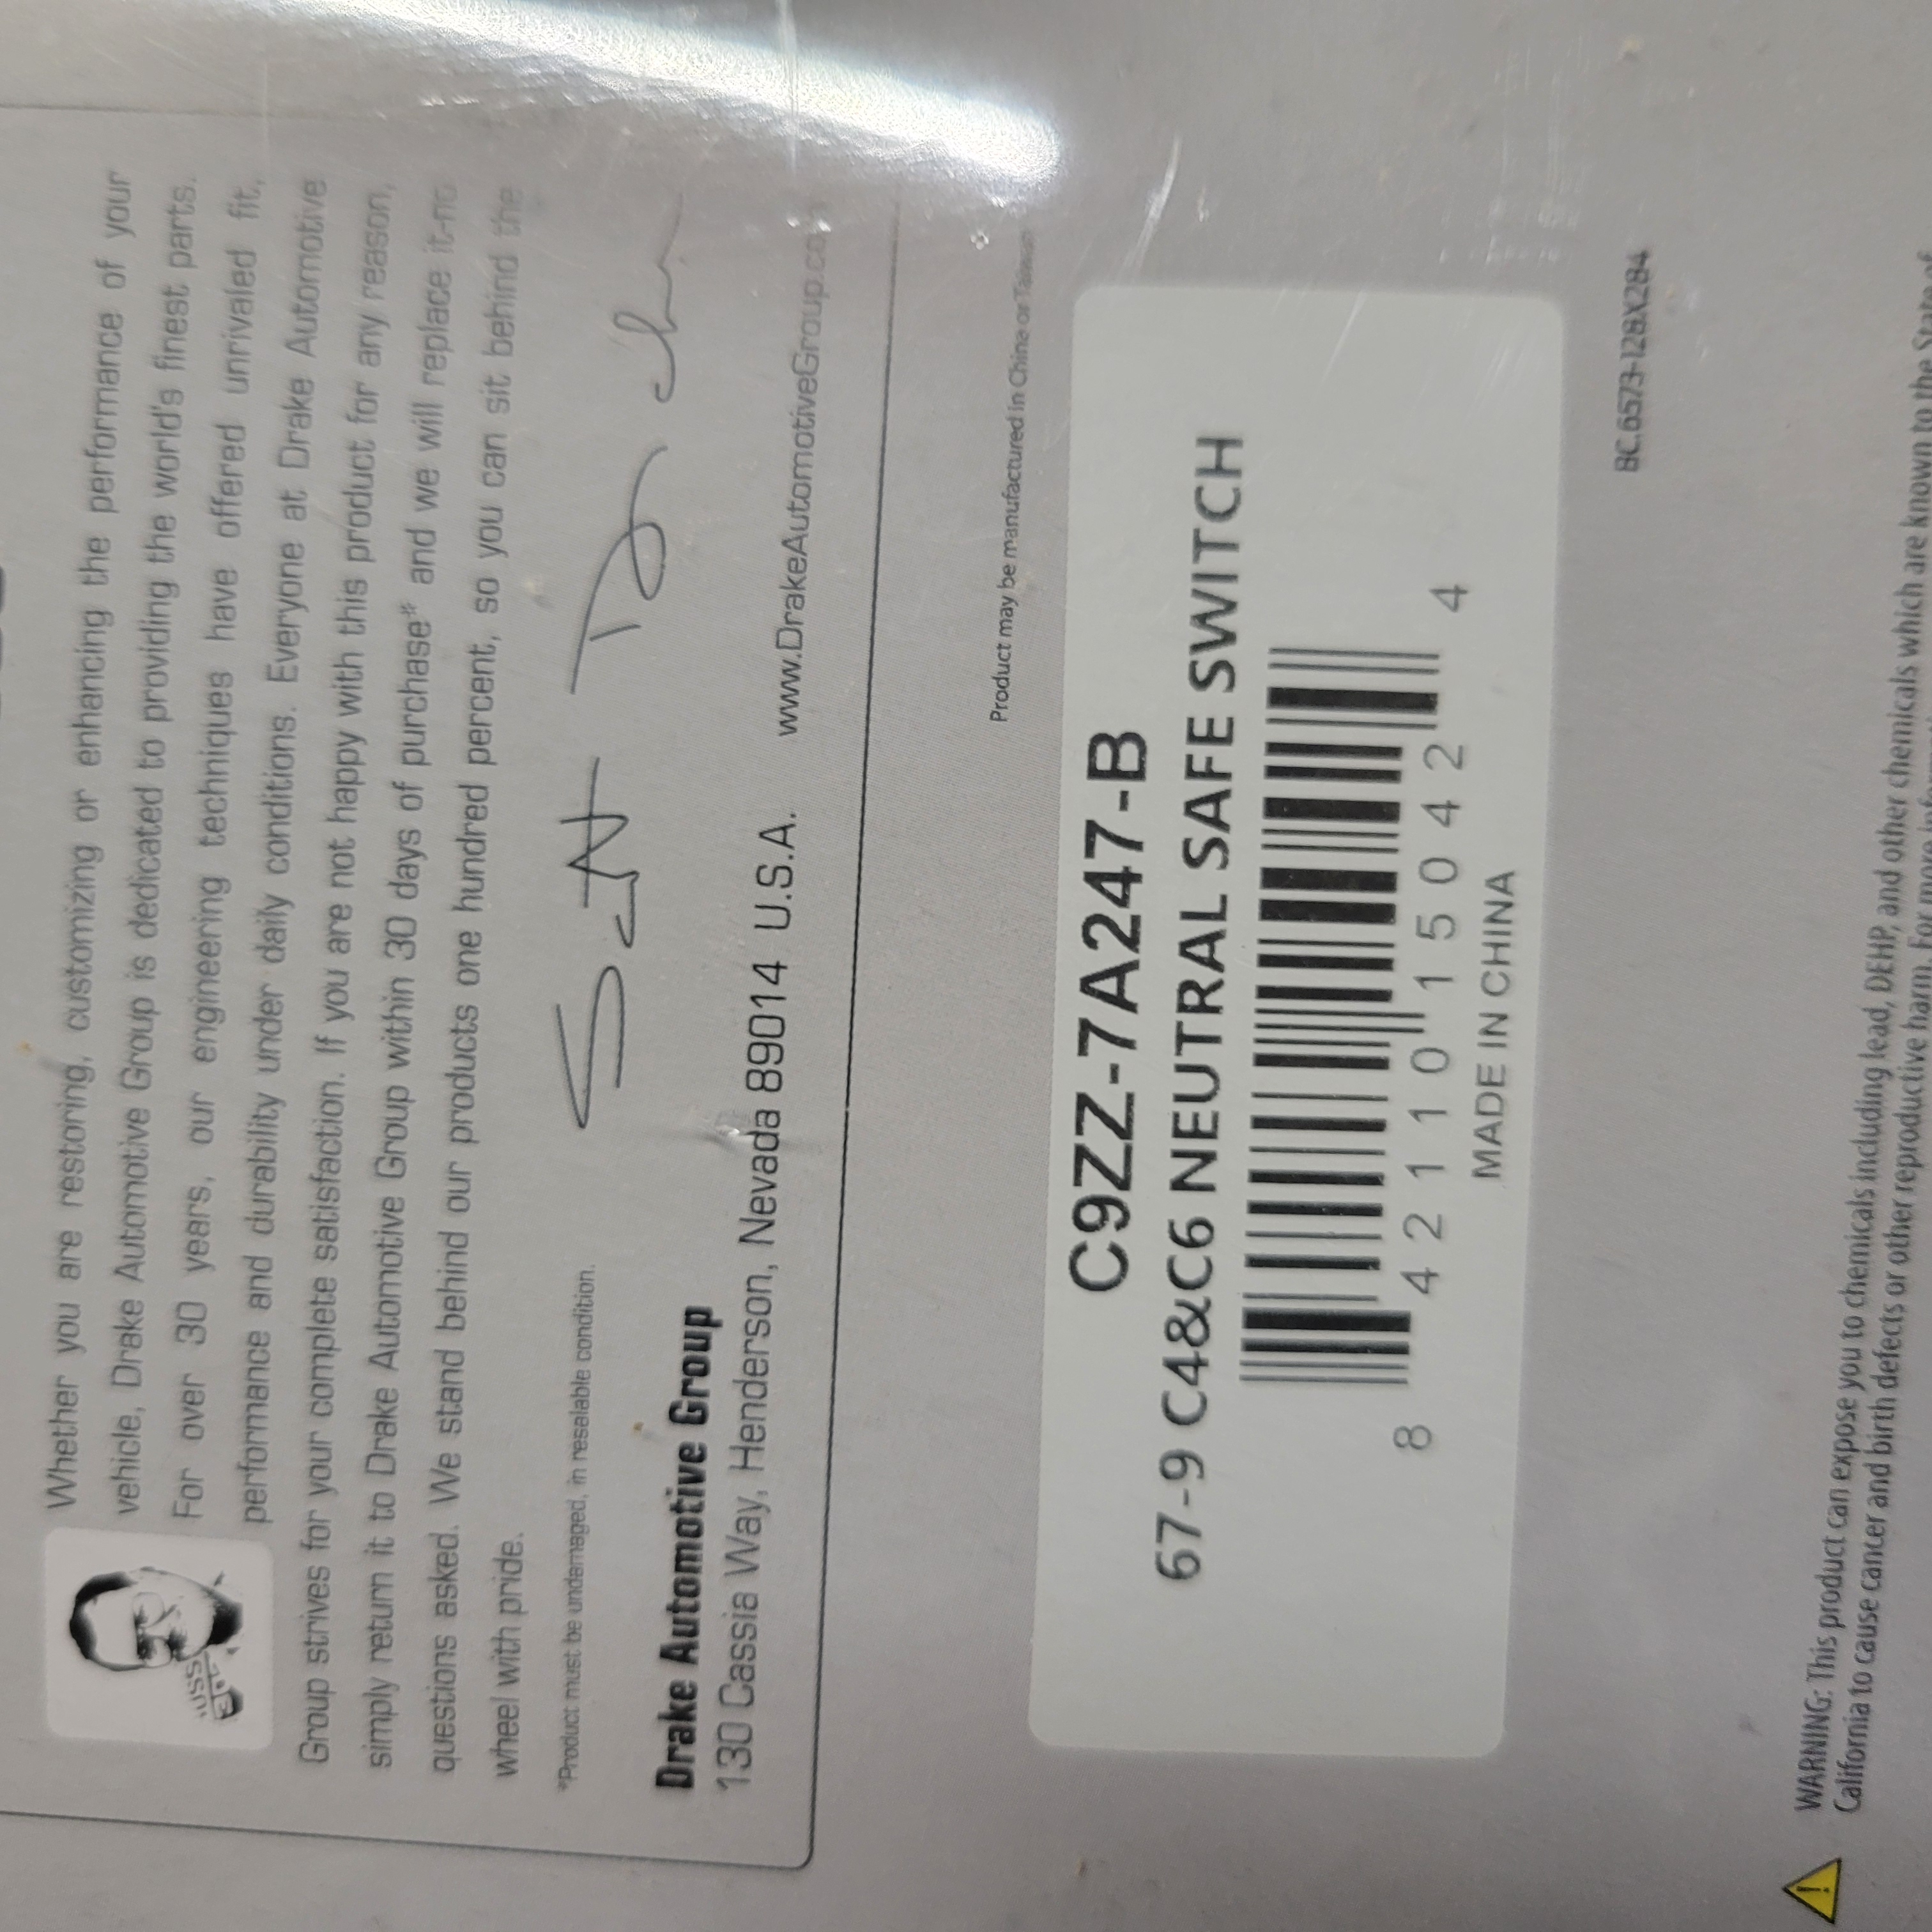 Whether you are restoring, customizing or enhancing the performance of your
vehicle, Drake Automotive Group is dedicated to providing the world's finest parts.
For over 30 years, our engineering techniques have offered unrivaled fit,
performance and durability under daily conditions. Everyone at Drake Automotive
Group strives for your complete satisfaction. If you are not happy with this product for any reason,
simply return it to Drake Automotive Group within 30 days of purchase* and we will replace it-no
questions asked. We stand behind our products one hundred percent, so you can sit behind the
wheel with pride.
*Product must be undamaged, in resalable condition.
Drake Automotive Group
130 Cassia Way, Henderson, Nevada 89014 U.S.A. www.DrakeAutomotiveGroup.com
Product may be manufactured in China or Taiwan
C9ZZ-7A247-B
67-9 C4&C6 NEUTRAL SAFE SWITCH
8 42110 15042 4
MADE IN CHINA
BC.6573-128X284
WARNING: This product can expose you to chemicals including lead, DEHP, and other chemicals which are known to the State of
California to cause cancer and birth defects or other reproductive harm. For more